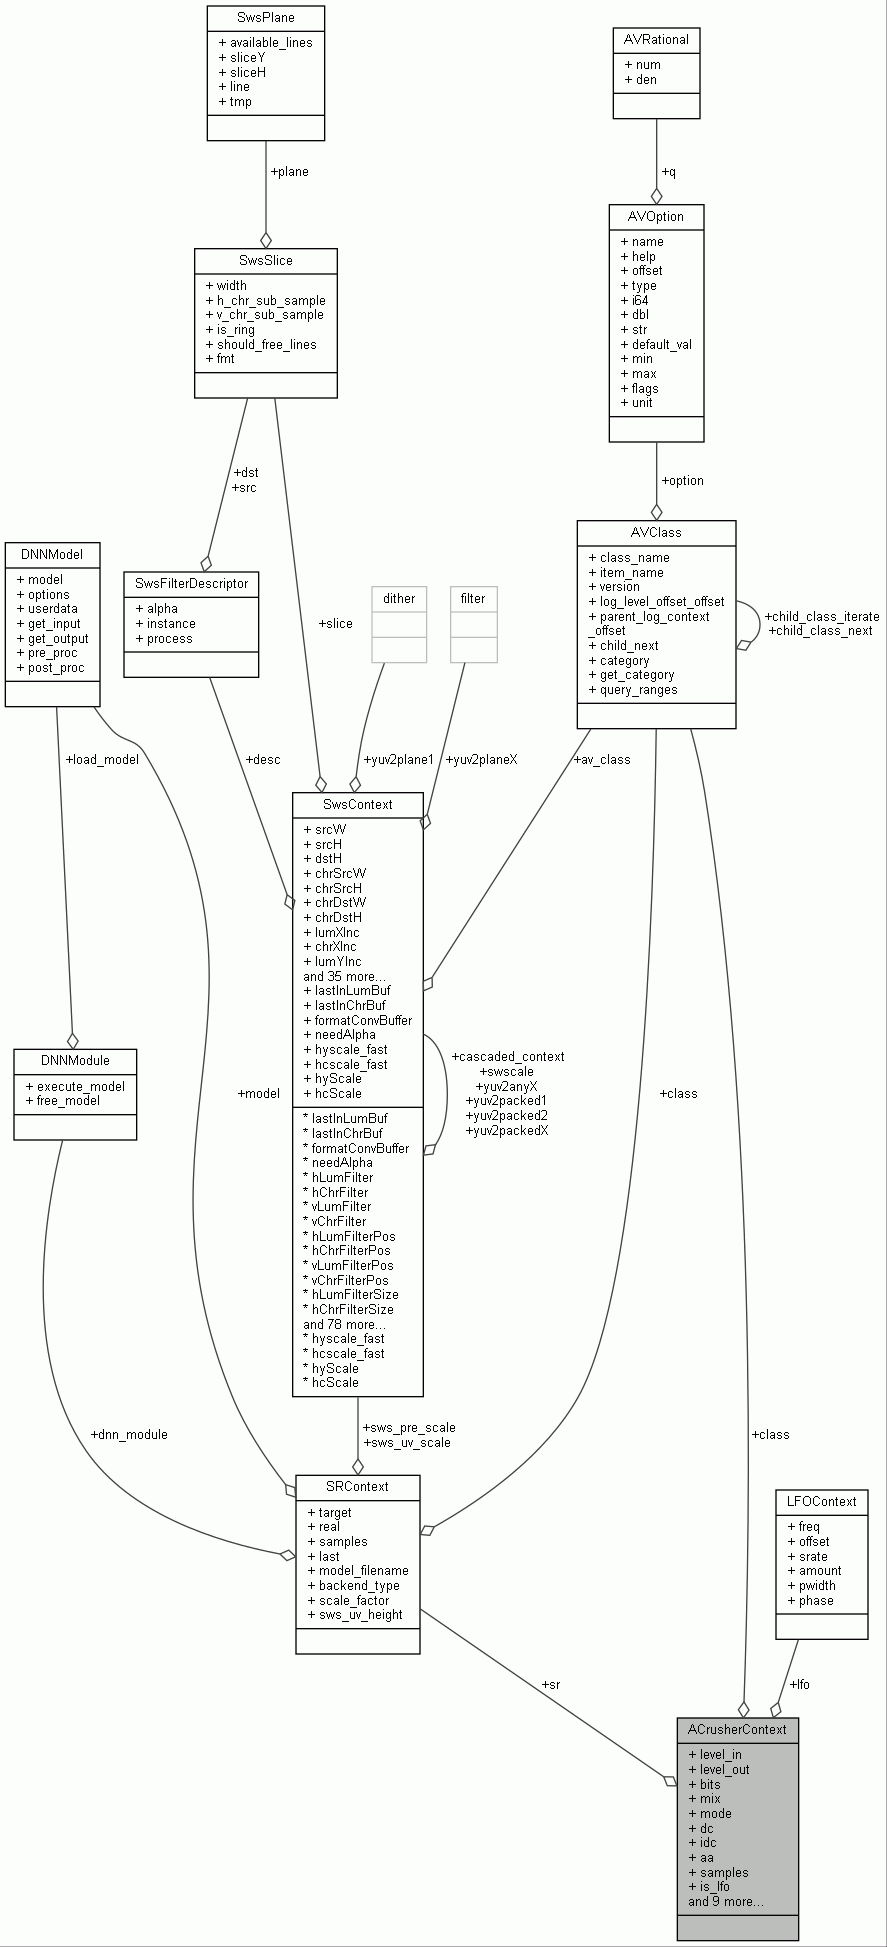 SwsPlane
+ available_lines
+ sliceY
+ sliceH
+ line
+ tmp
AVRational
+ num
+ den
+plane
+q
SwsSlice
+ width
+ h_chr_sub_sample
+ v_chr_sub_sample
+ is_ring
+ should_free_lines
+ fmt
AVOption
+ name
+ help
+ offset
+ type
+ i64
+ dbl
+ str
+ default_val
+ min
+ max
+ flags
+ unit
+dst
+src
+option
DNNModel
+ model
+ options
+ userdata
+ get_input
+ get_output
+ pre_proc
+ post_proc
SwsFilterDescriptor
+ alpha
+ instance
+ process
+slice
dither
filter
AVClass
+ class_name
+ item_name
+ version
+ log_level_offset_offset
+ parent_log_context
_offset
+ child_next
+ category
+ get_category
+ query_ranges
+child_class_iterate
+child_class_next
+load_model
+desc
+yuv2plane1
+yuv2planeX
+av_class
SwsContext
+ srcW
+ srcH
+ dstH
+ chrSrcW
+ chrSrcH
+ chrDstW
+ chrDstH
+ lumXInc
+ chrXInc
+ lumYInc
and 35 more...
+ lastInLumBuf
+ lastInChrBuf
+ formatConvBuffer
+ needAlpha
+ hyscale_fast
+ hcscale_fast
+ hyScale
+ hcScale
* lastInLumBuf
* lastInChrBuf
* formatConvBuffer
* needAlpha
* hLumFilter
* hChrFilter
* vLumFilter
* vChrFilter
* hLumFilterPos
* hChrFilterPos
* vLumFilterPos
* vChrFilterPos
* hLumFilterSize
* hChrFilterSize
and 78 more...
* hyscale_fast
* hcscale_fast
* hyScale
* hcScale
+cascaded_context
+swscale
+yuv2anyX
+yuv2packed1
+yuv2packed2
+yuv2packedX
DNNModule
+ execute_model
+ free_model
+model
+class
+dnn_module
+sws_pre_scale
+sws_uv_scale
+class
SRContext
+ target
+ real
+ samples
+ last
+ model_filename
+ backend_type
+ scale_factor
+ sws_uv_height
LFOContext
+ freq
+ offset
+ srate
+ amount
+ pwidth
+ phase
+sr
+lfo
ACrusherContext
+ level_in
+ level_out
+ bits
+ mix
+ mode
+ dc
+ idc
+ aa
+ samples
+ is_lfo
and 9 more...